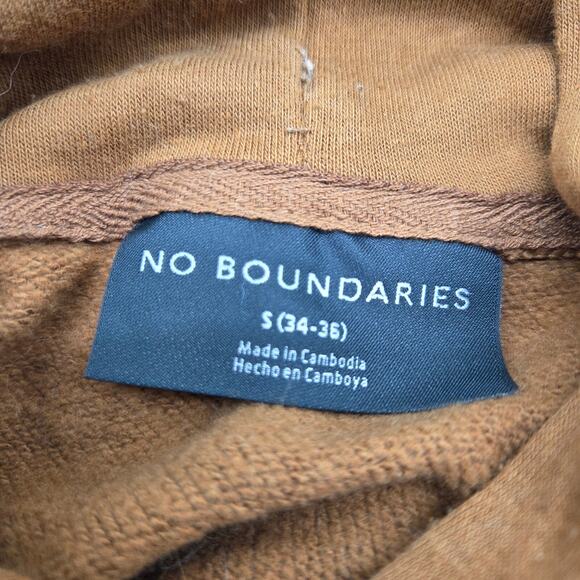 NO BOUNDARIES
S (34-36)
Made in Cambodia
Hecho en Camboya